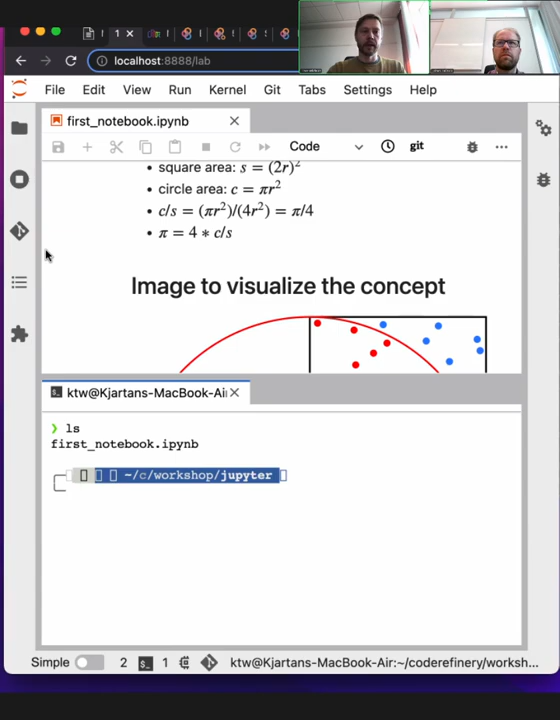 1
localhost:8888/lab
File Edit View Run Kernel Git Tabs Settings Help
first_notebook.ipynb
Code git
• square area: s = (2r)²
• circle area: c = πr²
• c/s = (πr²)/(4r²) = π/4
• π = 4 * c/s
Image to visualize the concept
ktw@Kjartans-MacBook-Ai
❯ ls
first_notebook.ipynb
~/c/workshop/jupyter
Simple 2 1 ktw@Kjartans-MacBook-Air:~/coderefinery/worksh...